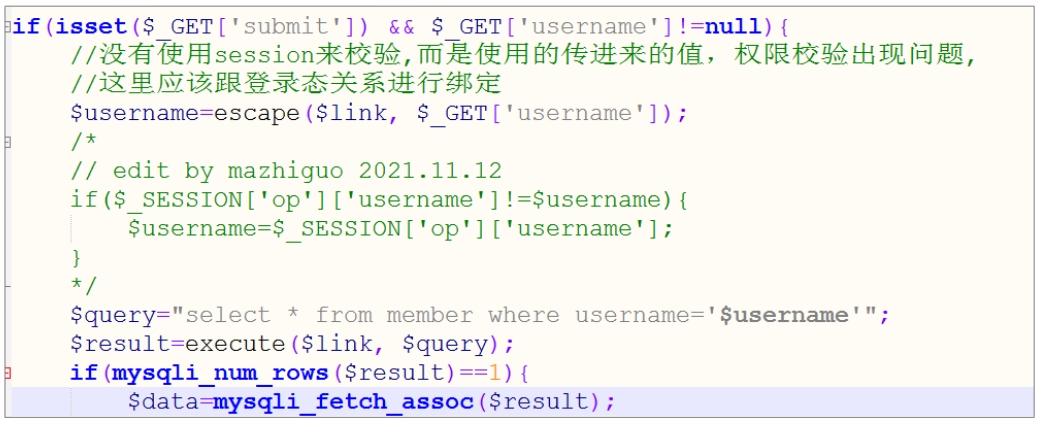 if(isset($_GET['submit']) && $_GET['username']!=null){
    //没有使用session来校验,而是使用的传进来的值，权限校验出现问题,
    //这里应该跟登录态关系进行绑定
    $username=escape($link, $_GET['username']);
    /*
    // edit by mazhiguo 2021.11.12
    if($_SESSION['op']['username']!=$username){
        $username=$_SESSION['op']['username'];
    }
    */
    $query="select * from member where username='$username'";
    $result=execute($link, $query);
    if(mysqli_num_rows($result)==1){
        $data=mysqli_fetch_assoc($result);